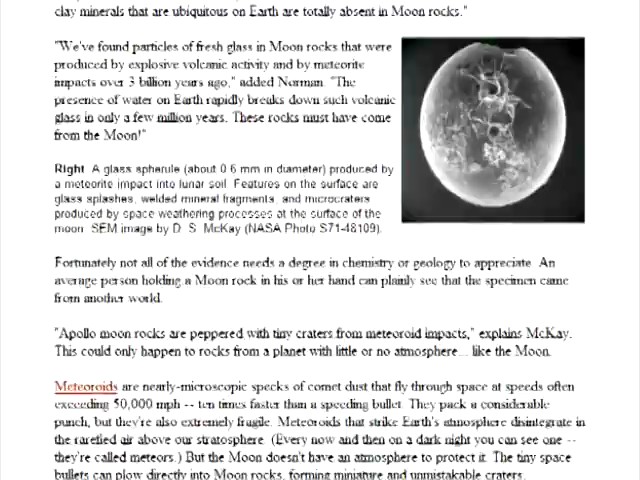 clay minerals that are ubiquitous on Earth are totally absent in Moon rocks."
"We've found particles of fresh glass in Moon rocks that were
produced by explosive volcanic activity and by meteorite
impacts over 3 billion years ago," added Norman. "The
presence of water on Earth rapidly breaks down such volcanic
glass in only a few million years. These rocks must have come
from the Moon!"
Right: A glass spherule (about 0.6 mm in diameter) produced by
a meteorite impact into lunar soil. Features on the surface are
glass splashes, welded mineral fragments, and microcraters
produced by space weathering processes at the surface of the
moon. SEM image by D. S. McKay (NASA Photo S71-48109).
Fortunately not all of the evidence needs a degree in chemistry or geology to appreciate. An
average person holding a Moon rock in his or her hand can plainly see that the specimen came
from another world.
"Apollo moon rocks are peppered with tiny craters from meteoroid impacts," explains McKay.
This could only happen to rocks from a planet with little or no atmosphere... like the Moon.
Meteoroids are nearly-microscopic specks of comet dust that fly through space at speeds often
exceeding 50,000 mph -- ten times faster than a speeding bullet. They pack a considerable
punch, but they're also extremely fragile. Meteoroids that strike Earth's atmosphere disintegrate in
the rarefied air above our stratosphere. (Every now and then on a dark night you can see one --
they're called meteors.) But the Moon doesn't have an atmosphere to protect it. The tiny space
bullets can plow directly into Moon rocks, forming miniature and unmistakable craters.